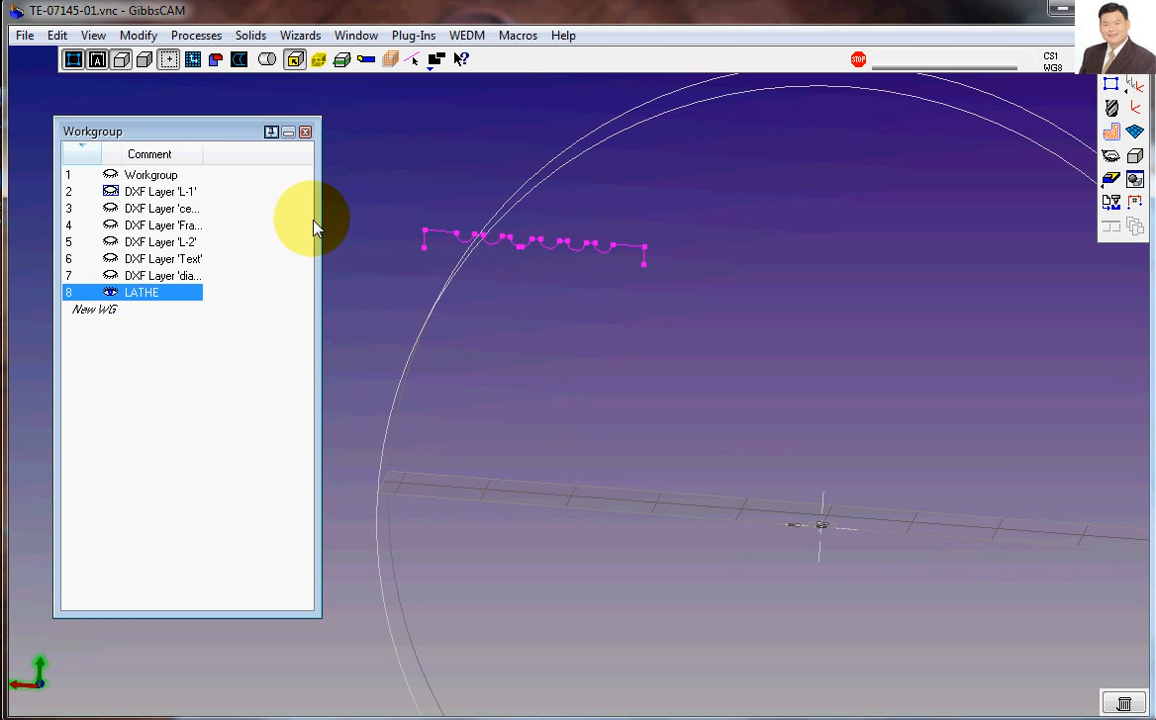 TE-07145-01.vnc - GibbsCAM
File Edit View Modify Processes Solids Wizards Window Plug-Ins WEDM Macros Help
A
STOP
CS1
WG8
Workgroup
Comment
1 Workgroup
2 DXF Layer 'L-1'
3 DXF Layer 'ce...
4 DXF Layer 'Fra...
5 DXF Layer 'L-2'
6 DXF Layer 'Text'
7 DXF Layer 'dia...
8 LATHE
New WG